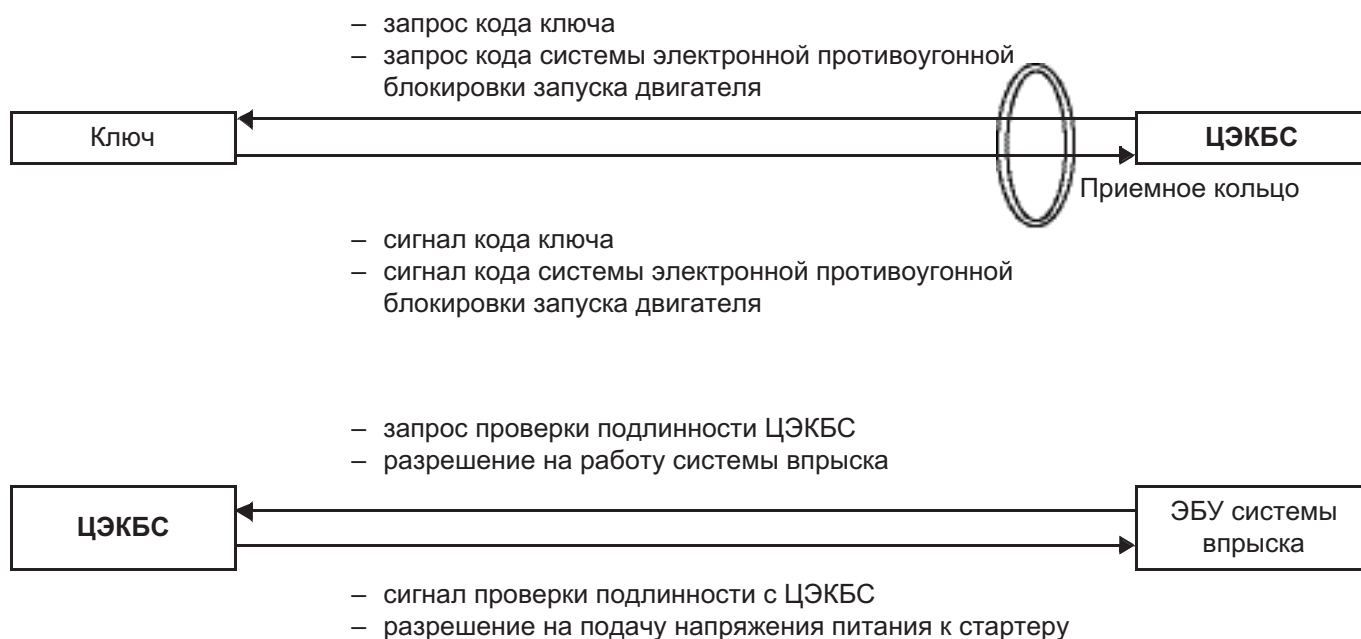 – запрос кода ключа
– запрос кода системы электронной противоугонной
блокировки запуска двигателя
Ключ
ЦЭКБС
Приемное кольцо
– сигнал кода ключа
– сигнал кода системы электронной противоугонной
блокировки запуска двигателя
– запрос проверки подлинности ЦЭКБС
– разрешение на работу системы впрыска
ЦЭКБС
ЭБУ системы
впрыска
– сигнал проверки подлинности с ЦЭКБС
– разрешение на подачу напряжения питания к стартеру